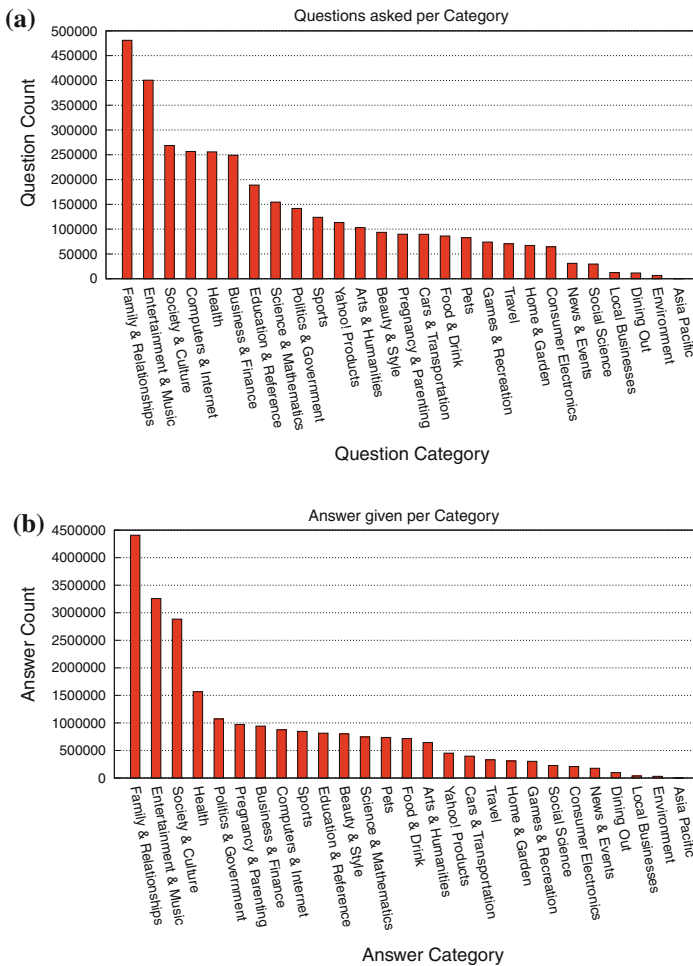 (a)
Questions asked per Category
Question Count
500000
450000
400000
350000
300000
250000
200000
150000
100000
50000
0
Family & Relationships
Entertainment & Music
Society & Culture
Computers & Internet
Health
Business & Finance
Education & Reference
Science & Mathematics
Politics & Government
Sports
Yahoo! Products
Arts & Humanities
Beauty & Style
Pregnancy & Parenting
Cars & Transportation
Food & Drink
Pets
Games & Recreation
Travel
Home & Garden
Consumer Electronics
News & Events
Social Science
Local Businesses
Dining Out
Environment
Asia Pacific
Question Category
(b)
Answer given per Category
Answer Count
4500000
4000000
3500000
3000000
2500000
2000000
1500000
1000000
500000
0
Family & Relationships
Entertainment & Music
Society & Culture
Health
Politics & Government
Pregnancy & Parenting
Business & Finance
Computers & Internet
Sports
Education & Reference
Beauty & Style
Science & Mathematics
Pets
Food & Drink
Arts & Humanities
Yahoo! Products
Cars & Transportation
Travel
Home & Garden
Games & Recreation
Social Science
Consumer Electronics
News & Events
Dining Out
Local Businesses
Environment
Asia Pacific
Answer Category